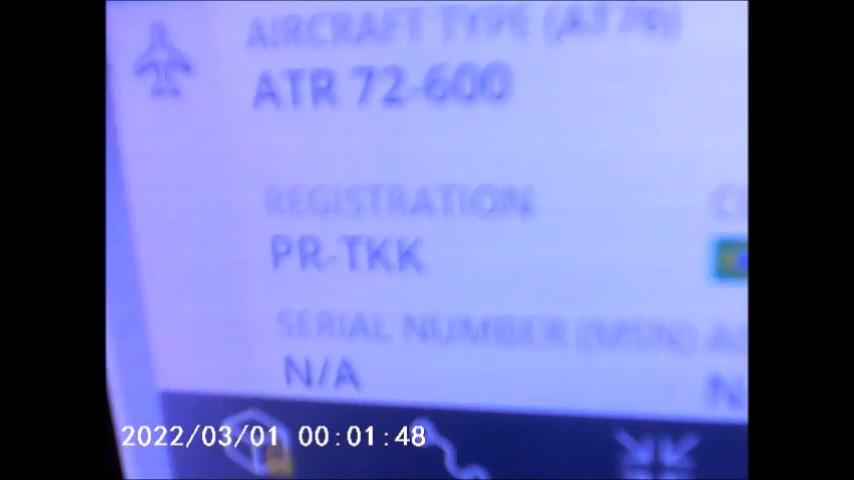 AIRCRAFT TYPE (AT76)
ATR 72-600
REGISTRATION
PR-TKK
SERIAL NUMBER (MSN)
N/A
2022/03/01 00:01:48